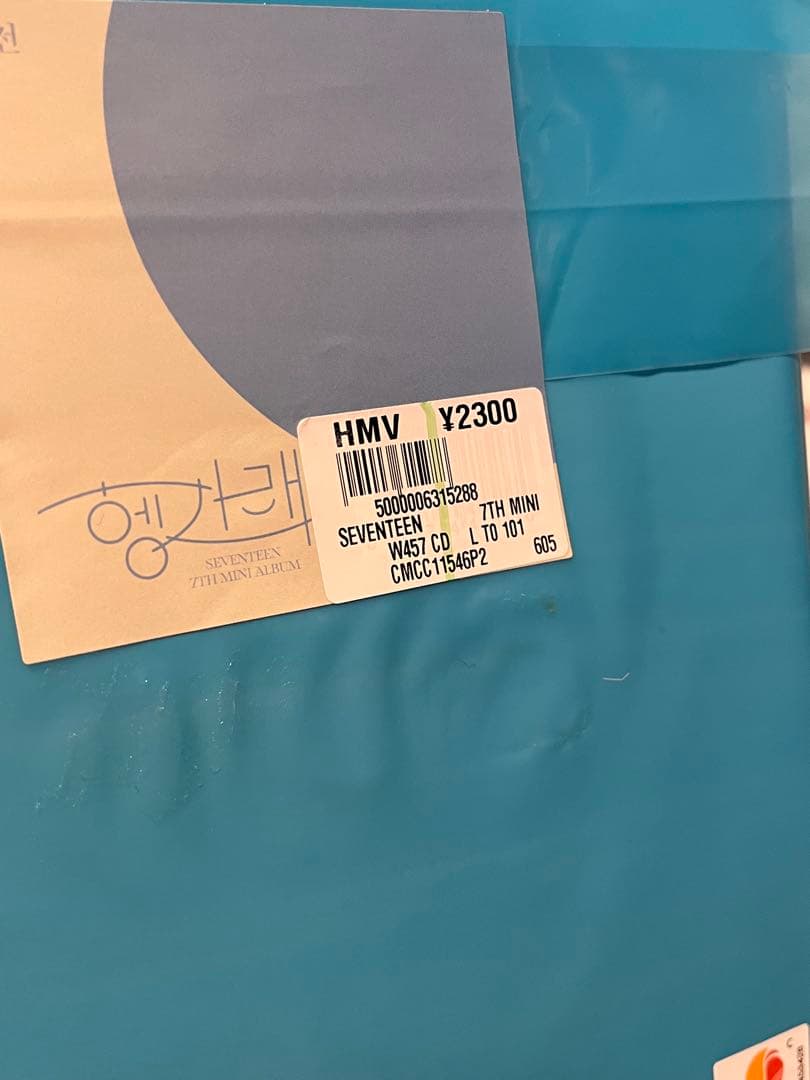 전
헹가래
SEVENTEEN
7TH MINI ALBUM
HMV ¥2300
5000006315288
SEVENTEEN 7TH MINI
W457 CD L TO 101
CMCC11546P2 605